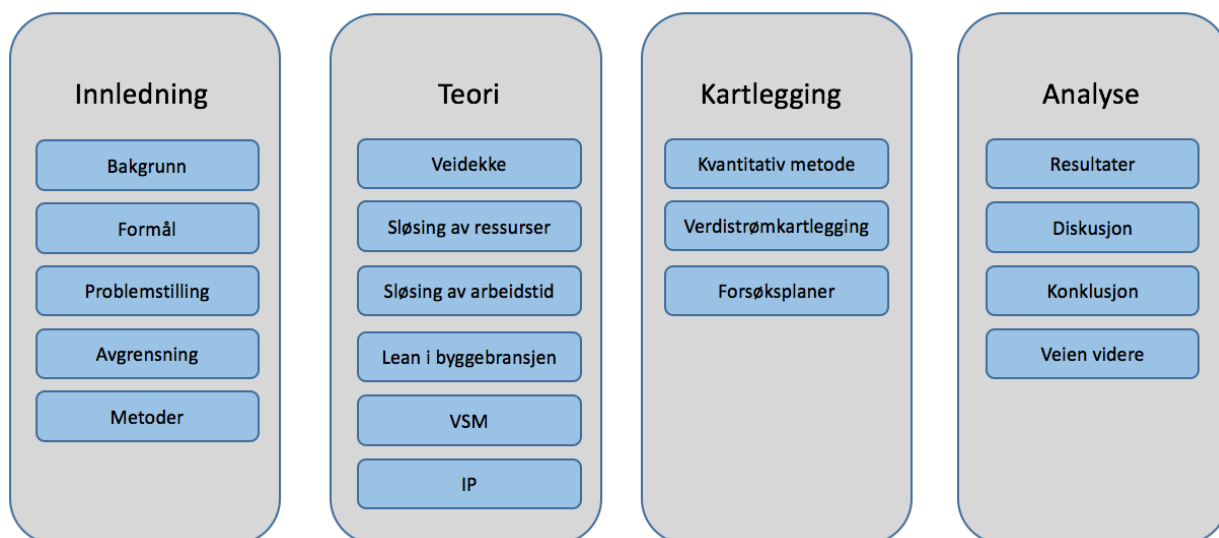 Innledning
Bakgrunn
Formål
Problemstilling
Avgrensning
Metoder
Teori
Veidekke
Sløsing av ressurser
Sløsing av arbeidstid
Lean i byggebransjen
VSM
IP
Kartlegging
Kvantitativ metode
Verdistrømkartlegging
Forsøksplaner
Analyse
Resultater
Diskusjon
Konklusjon
Veien videre